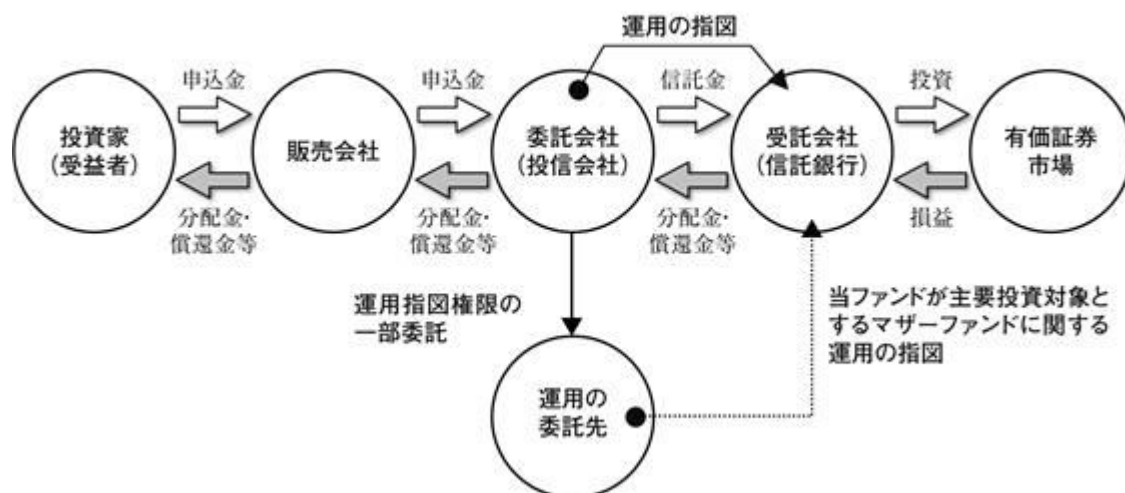 運用の指図
申込金
申込金
信託金
投資
投資家
(受益者)
販売会社
委託会社
(投信会社)
受託会社
(信託銀行)
有価証券
市場
分配金・
償還金等
分配金・
償還金等
分配金・
償還金等
損益
運用指図権限の
一部委託
当ファンドが主要投資対象と
するマザーファンドに関する
運用の指図
運用の
委託先